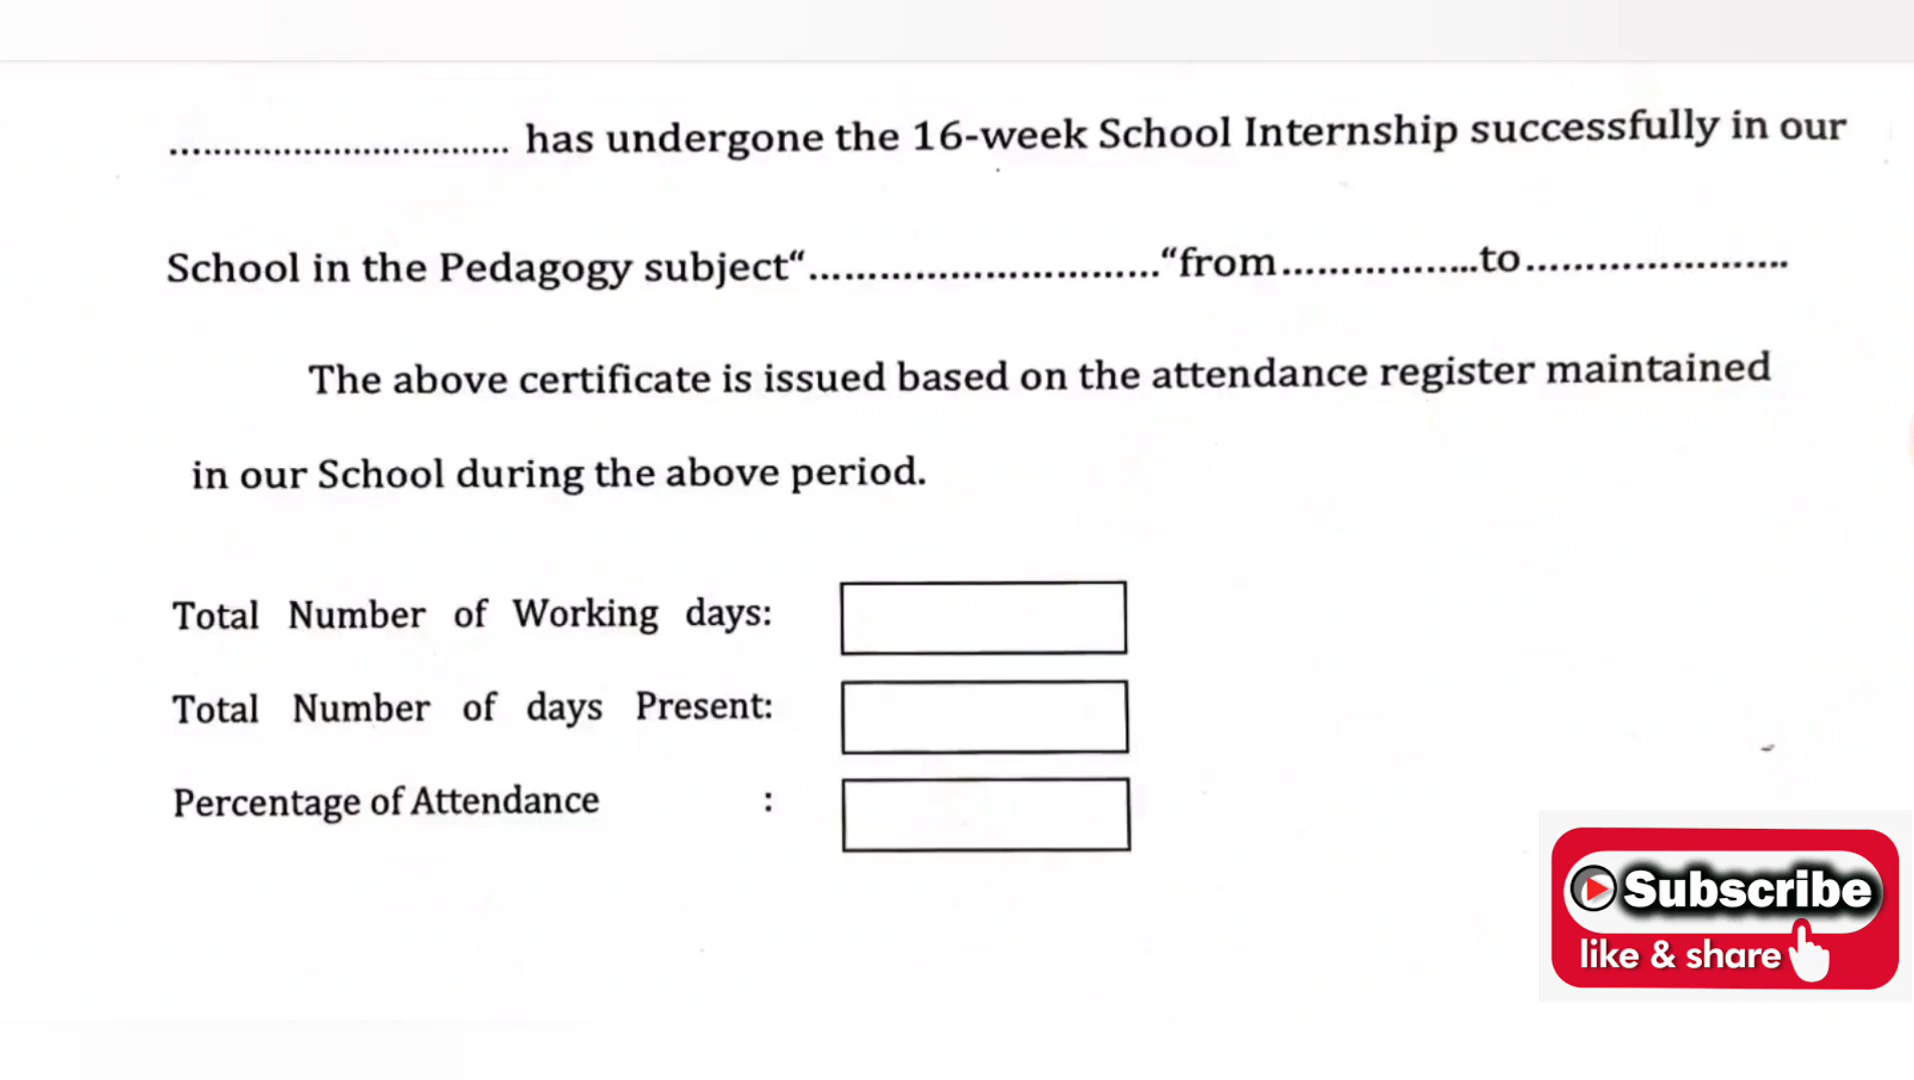 ................................. has undergone the 16-week School Internship successfully in our
School in the Pedagogy subject“..............................“from.................to......................
The above certificate is issued based on the attendance register maintained
in our School during the above period.
Total Number of Working days:
Total Number of days Present:
Percentage of Attendance :
Subscribe
like & share